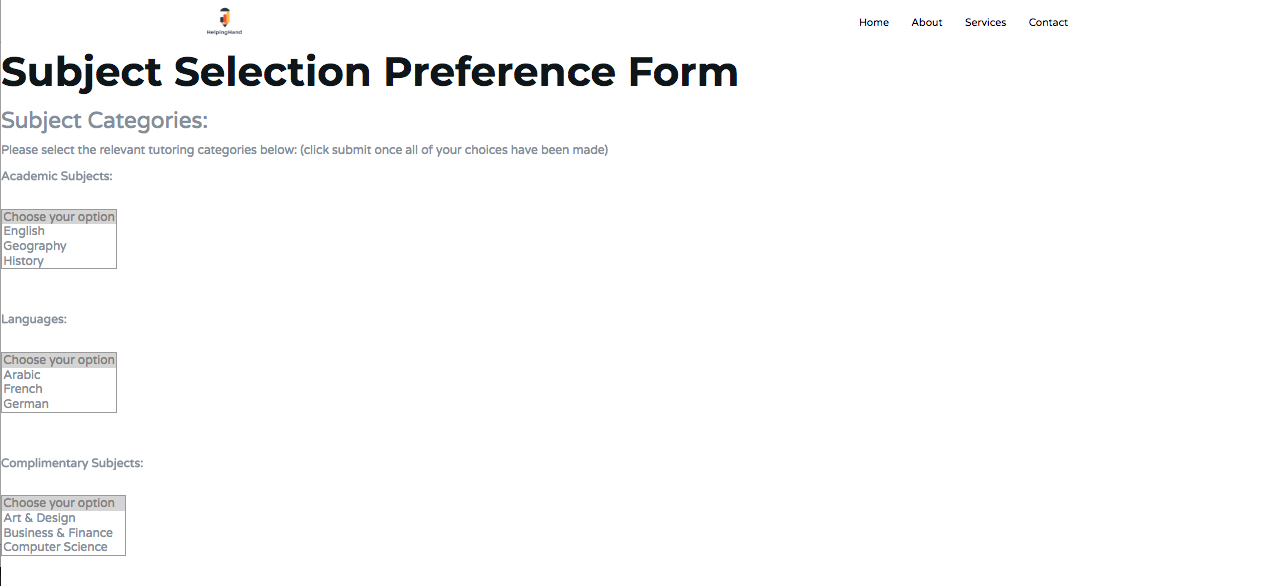 HelpingHand
Home About Services Contact
Subject Selection Preference Form
Subject Categories:
Please select the relevant tutoring categories below: (click submit once all of your choices have been made)
Academic Subjects:
Choose your option
English
Geography
History
Languages:
Choose your option
Arabic
French
German
Complimentary Subjects:
Choose your option
Art & Design
Business & Finance
Computer Science